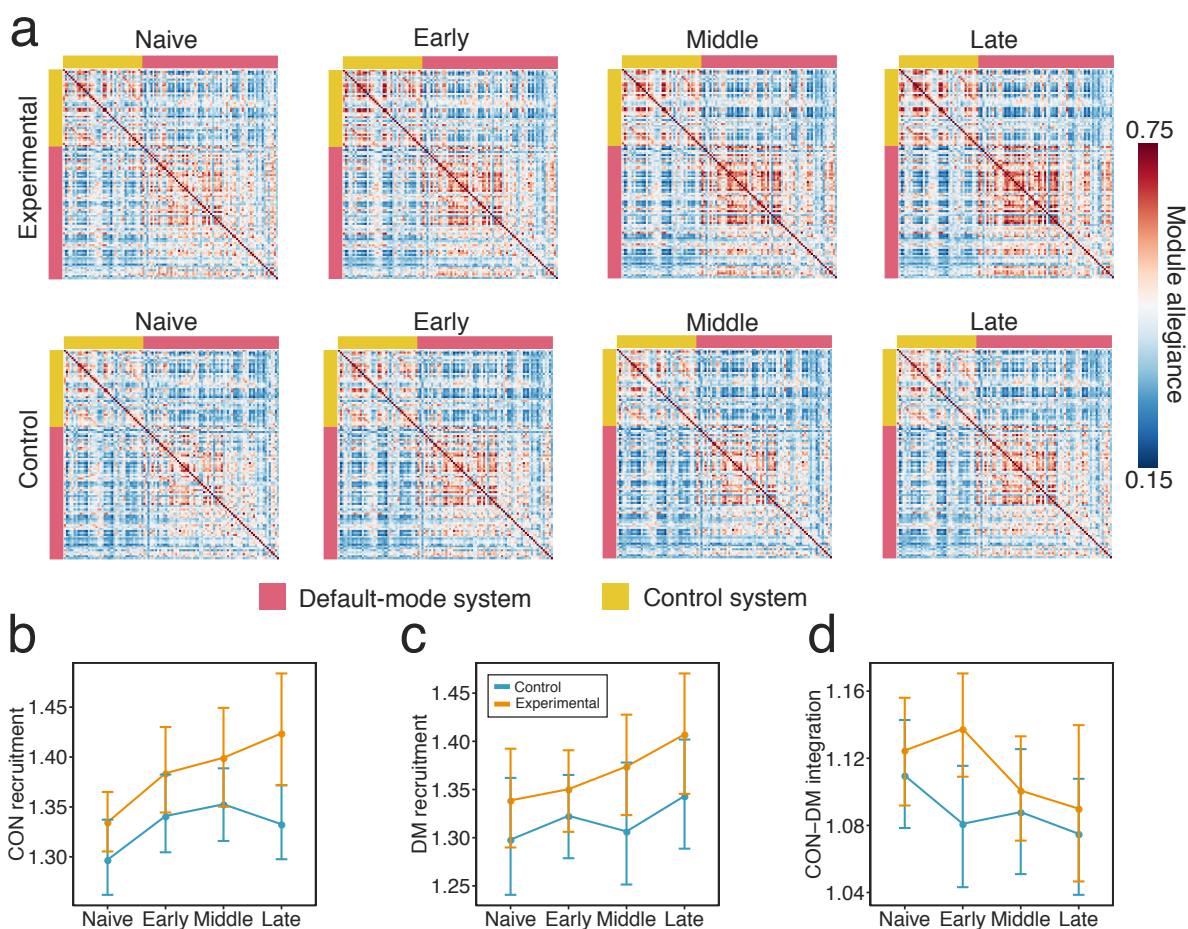 a
Naive Early Middle Late
Experimental
0.75
Module allegiance
0.15
Naive Early Middle Late
Control
Default-mode system Control system
b
CON recruitment
1.45
1.40
1.35
1.30
Naive Early Middle Late
c
DM recruitment
1.45
1.40
1.35
1.30
1.25
Control
Experimental
Naive Early Middle Late
d
CON–DM integration
1.16
1.12
1.08
1.04
Naive Early Middle Late